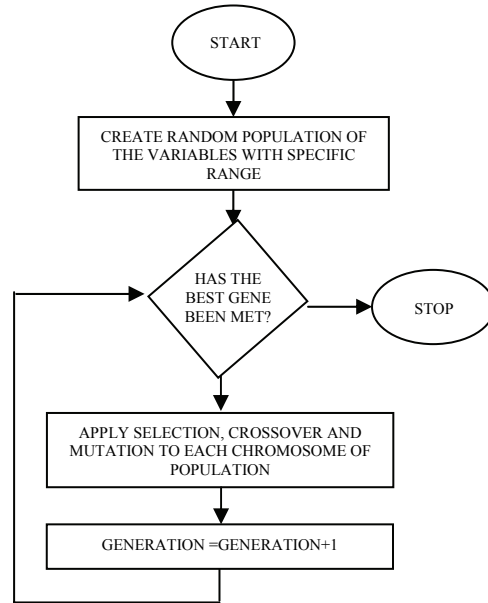 START
CREATE RANDOM POPULATION OF
THE VARIABLES WITH SPECIFIC
RANGE
HAS THE
BEST GENE
BEEN MET?
STOP
APPLY SELECTION, CROSSOVER AND
MUTATION TO EACH CHROMOSOME OF
POPULATION
GENERATION =GENERATION+1